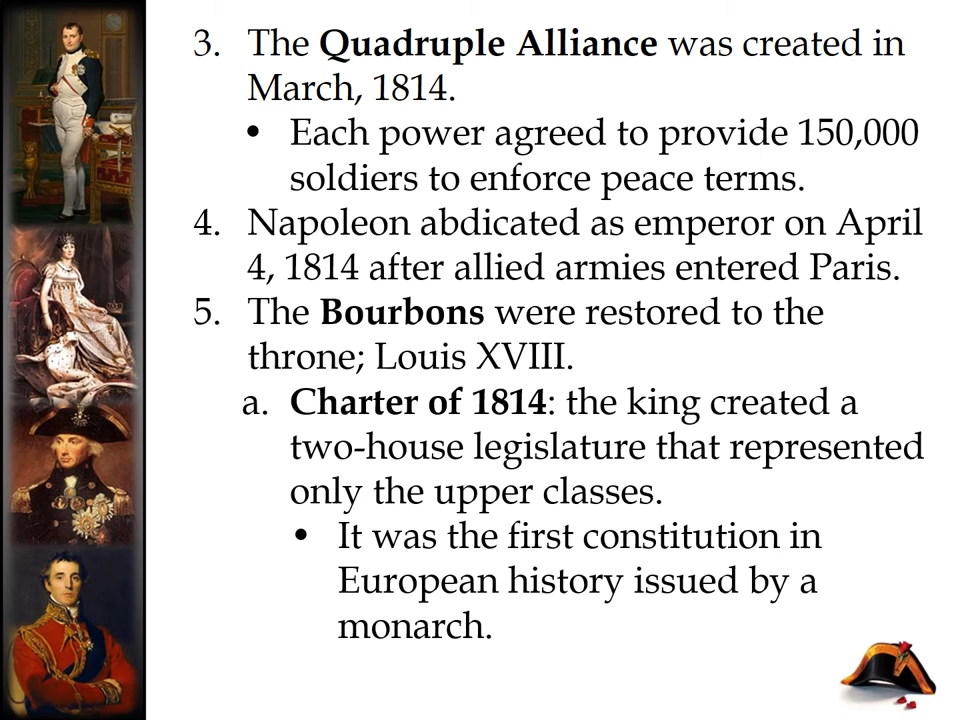 3. The Quadruple Alliance was created in
March, 1814.
• Each power agreed to provide 150,000
soldiers to enforce peace terms.
4. Napoleon abdicated as emperor on April
4, 1814 after allied armies entered Paris.
5. The Bourbons were restored to the
throne; Louis XVIII.
a. Charter of 1814: the king created a
two-house legislature that represented
only the upper classes.
• It was the first constitution in
European history issued by a
monarch.